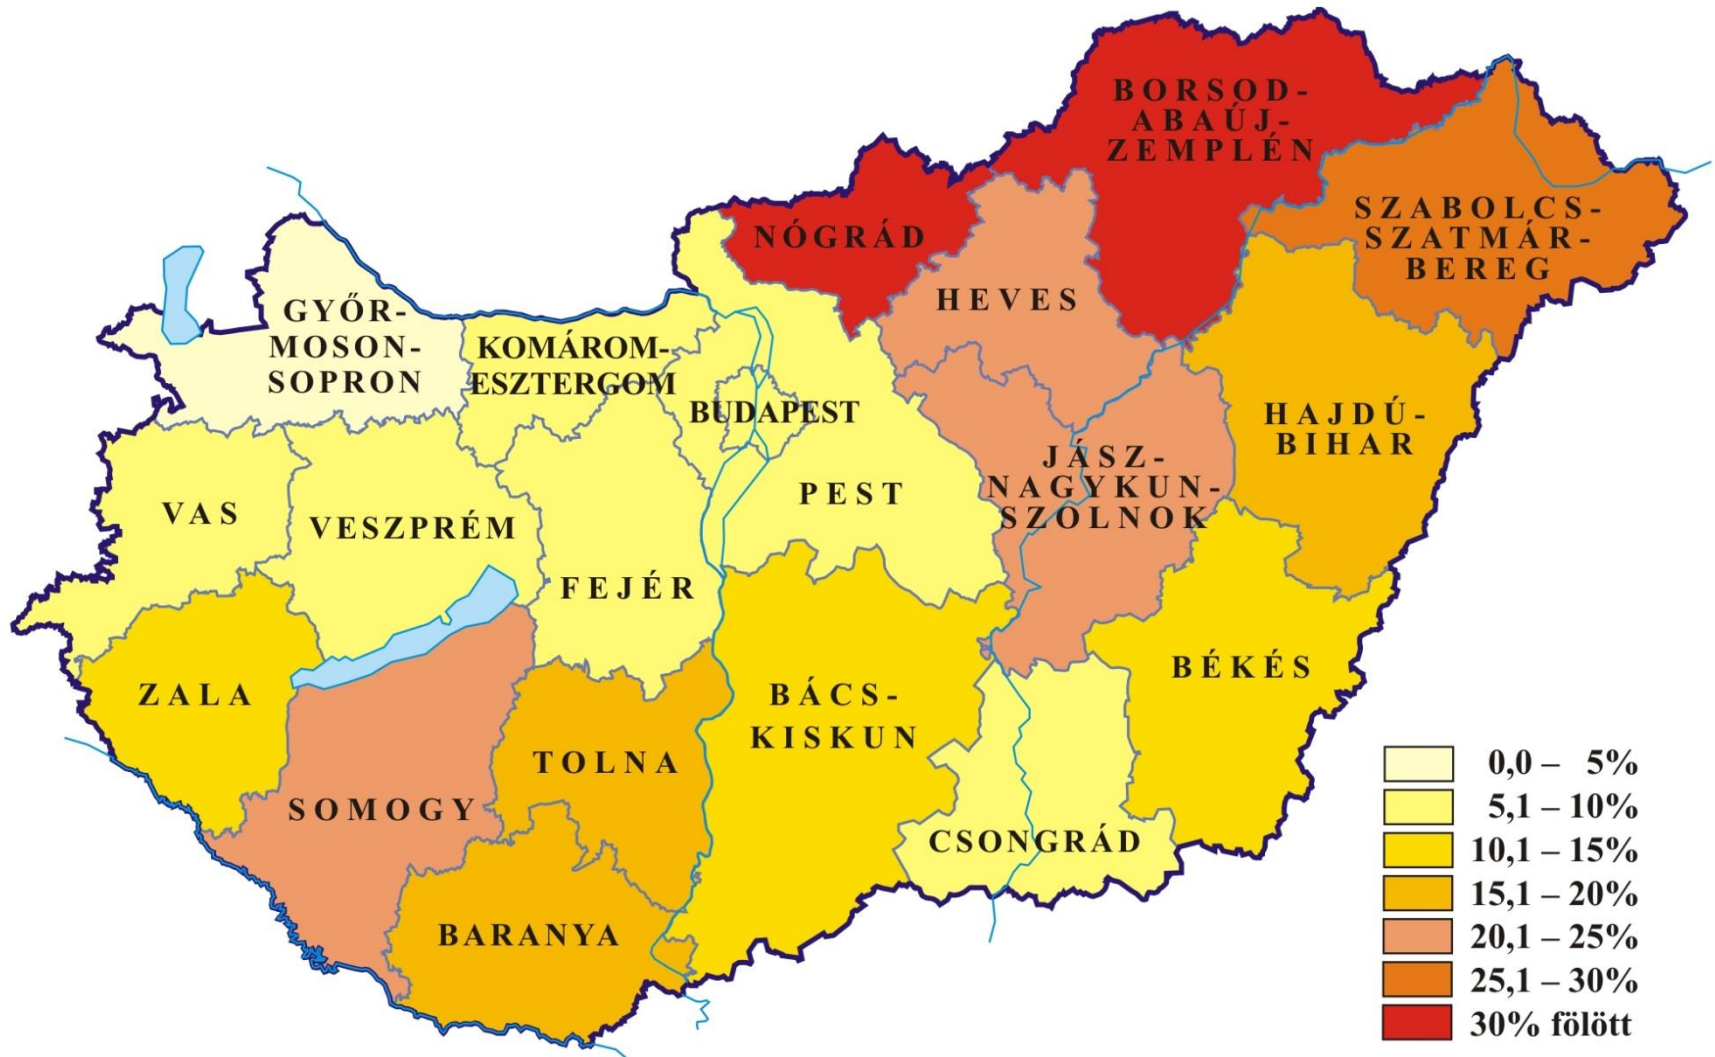 BORSOD-
ABAÚJ-
ZEMPLÉN
NÓGRÁD
SZABOLCS-
SZATMÁR-
BEREG
HEVES
GYŐR-
MOSON-
SOPRON
KOMÁROM-
ESZTERGOM
BUDAPEST
HAJDÚ-
BIHAR
JÁSZ-
NAGYKUN-
SZOLNOK
PEST
VAS
VESZPRÉM
FEJÉR
ZALA
BÉKÉS
BÁCS-
KISKUN
TOLNA
SOMOGY
CSONGRÁD
BARANYA
0,0 – 5%
5,1 – 10%
10,1 – 15%
15,1 – 20%
20,1 – 25%
25,1 – 30%
30% fölött